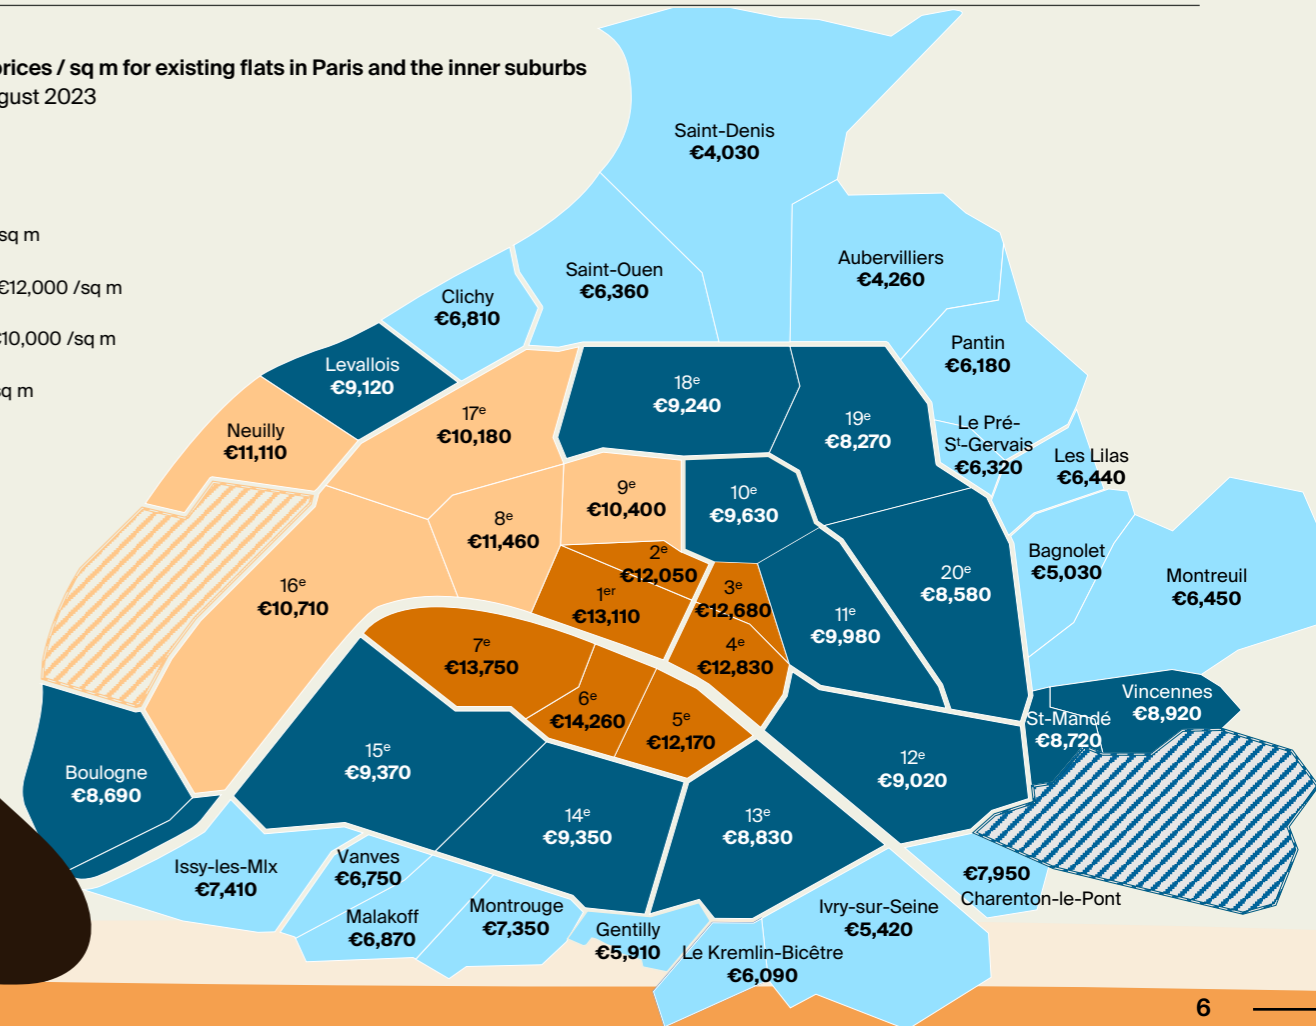 prices / sq m for existing flats in Paris and the inner suburbs
gust 2023
sq m
€12,000 /sq m
€10,000 /sq m
sq m
Saint-Denis
€4,030
Aubervilliers
€4,260
Saint-Ouen
€6,360
Clichy
€6,810
Pantin
€6,180
Levallois
€9,120
18e
€9,240
17e
€10,180
19e
€8,270
Le Pré-
St-Gervais
€6,320
Neuilly
€11,110
Les Lilas
€6,440
9e
€10,400
10e
€9,630
8e
€11,460
2e
€12,050
Bagnolet
€5,030
16e
€10,710
1er
€13,110
3e
€12,680
20e
€8,580
Montreuil
€6,450
11e
€9,980
7e
€13,750
4e
€12,830
6e
€14,260
5e
€12,170
Vincennes
€8,920
St-Mandé
€8,720
15e
€9,370
12e
€9,020
Boulogne
€8,690
14e
€9,350
13e
€8,830
Issy-les-Mlx
€7,410
Vanves
€6,750
€7,950
Charenton-le-Pont
Malakoff
€6,870
Montrouge
€7,350
Ivry-sur-Seine
€5,420
Gentilly
€5,910
Le Kremlin-Bicêtre
€6,090
6